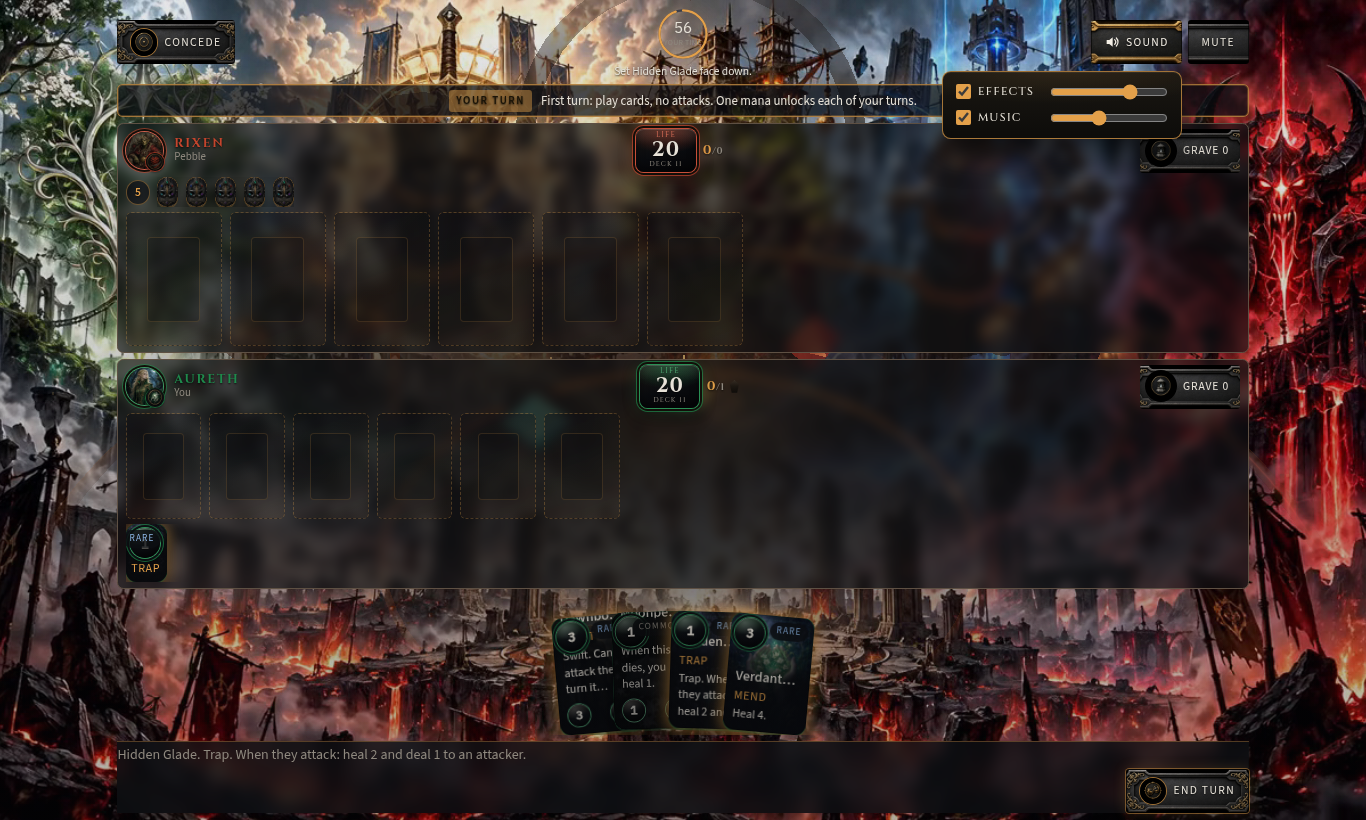 CONCEDE
56
Set Hidden Glade face down.
SOUND
MUTE
YOUR TURN
First turn: play cards, no attacks. One mana unlocks each of your turns.
EFFECTS
MUSIC
RIXEN
Pebble
LIFE
20
DECK 11
0/0
GRAVE 0
5
AURETH
You
LIFE
20
DECK 11
0/1
GRAVE 0
RARE
TRAP
3
Swift. Can
attack the
turn it…
3
1
COMMO
When this
dies, you
heal 1.
1
1
TRAP
Trap. Whe
they attac
heal 2 an
3
RARE
Verdant…
MEND
Heal 4.
Hidden Glade. Trap. When they attack: heal 2 and deal 1 to an attacker.
END TURN